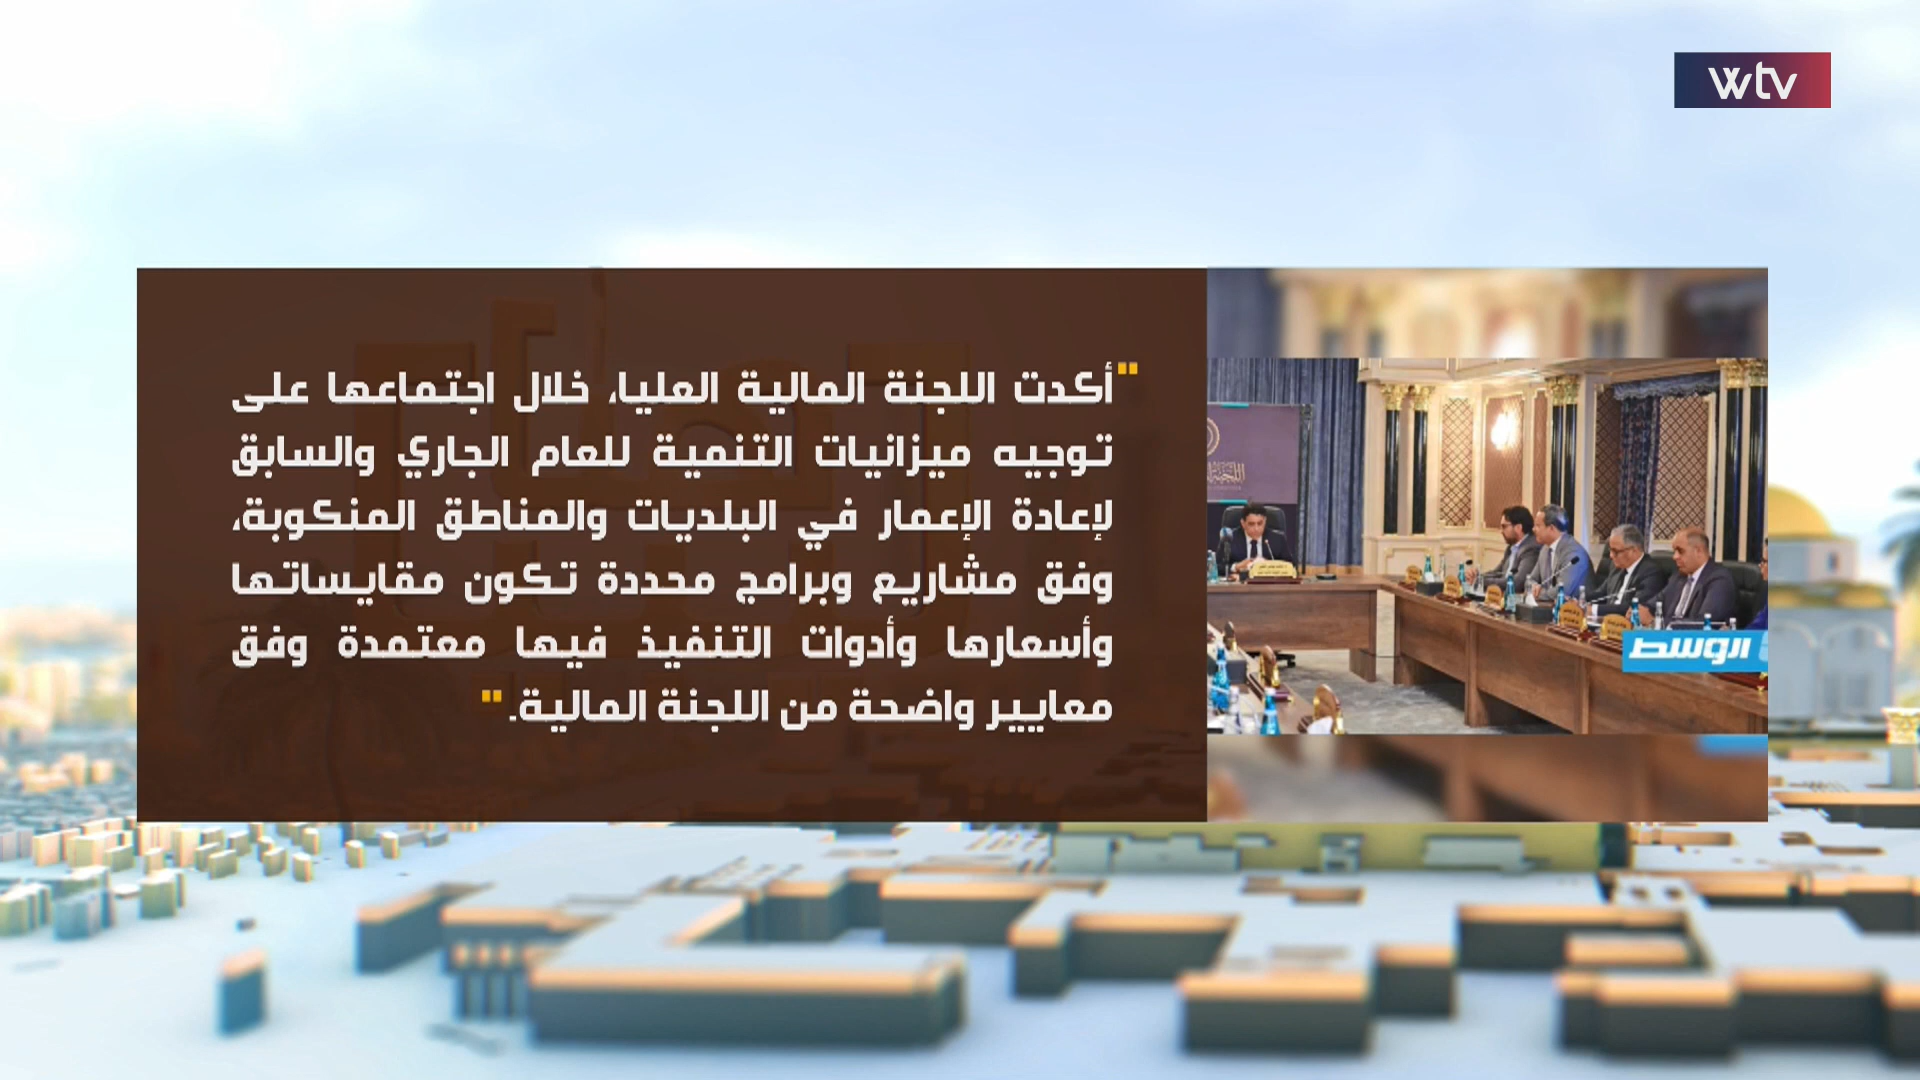 wtv
"أكدت اللجنة المالية العليا، خلال اجتماعها على
توجيه ميزانيات التنمية للعام الجاري والسابق
لإعادة الإعمار في البلديات والمناطق المنكوبة،
وفق مشاريع وبرامج محددة تكون مقايساتها
وأسعارها وأدوات التنفيذ فيها معتمدة وفق
معايير واضحة من اللجنة المالية."
الوسط